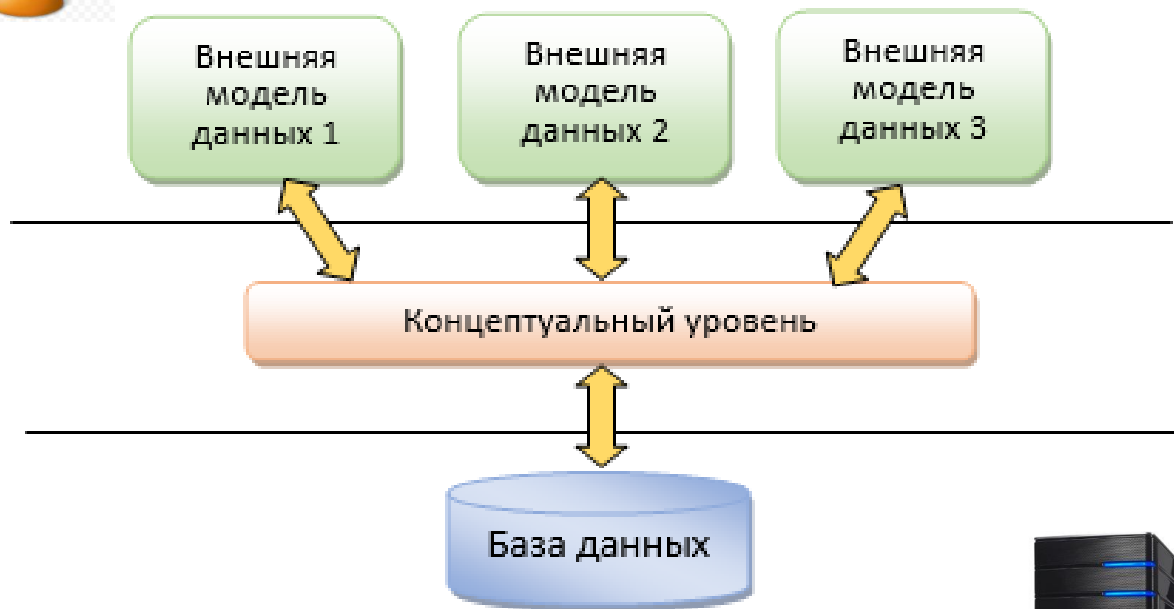 Внешняя
модель
данных 1
Внешняя
модель
данных 2
Внешняя
модель
данных 3
Концептуальный уровень
База данных